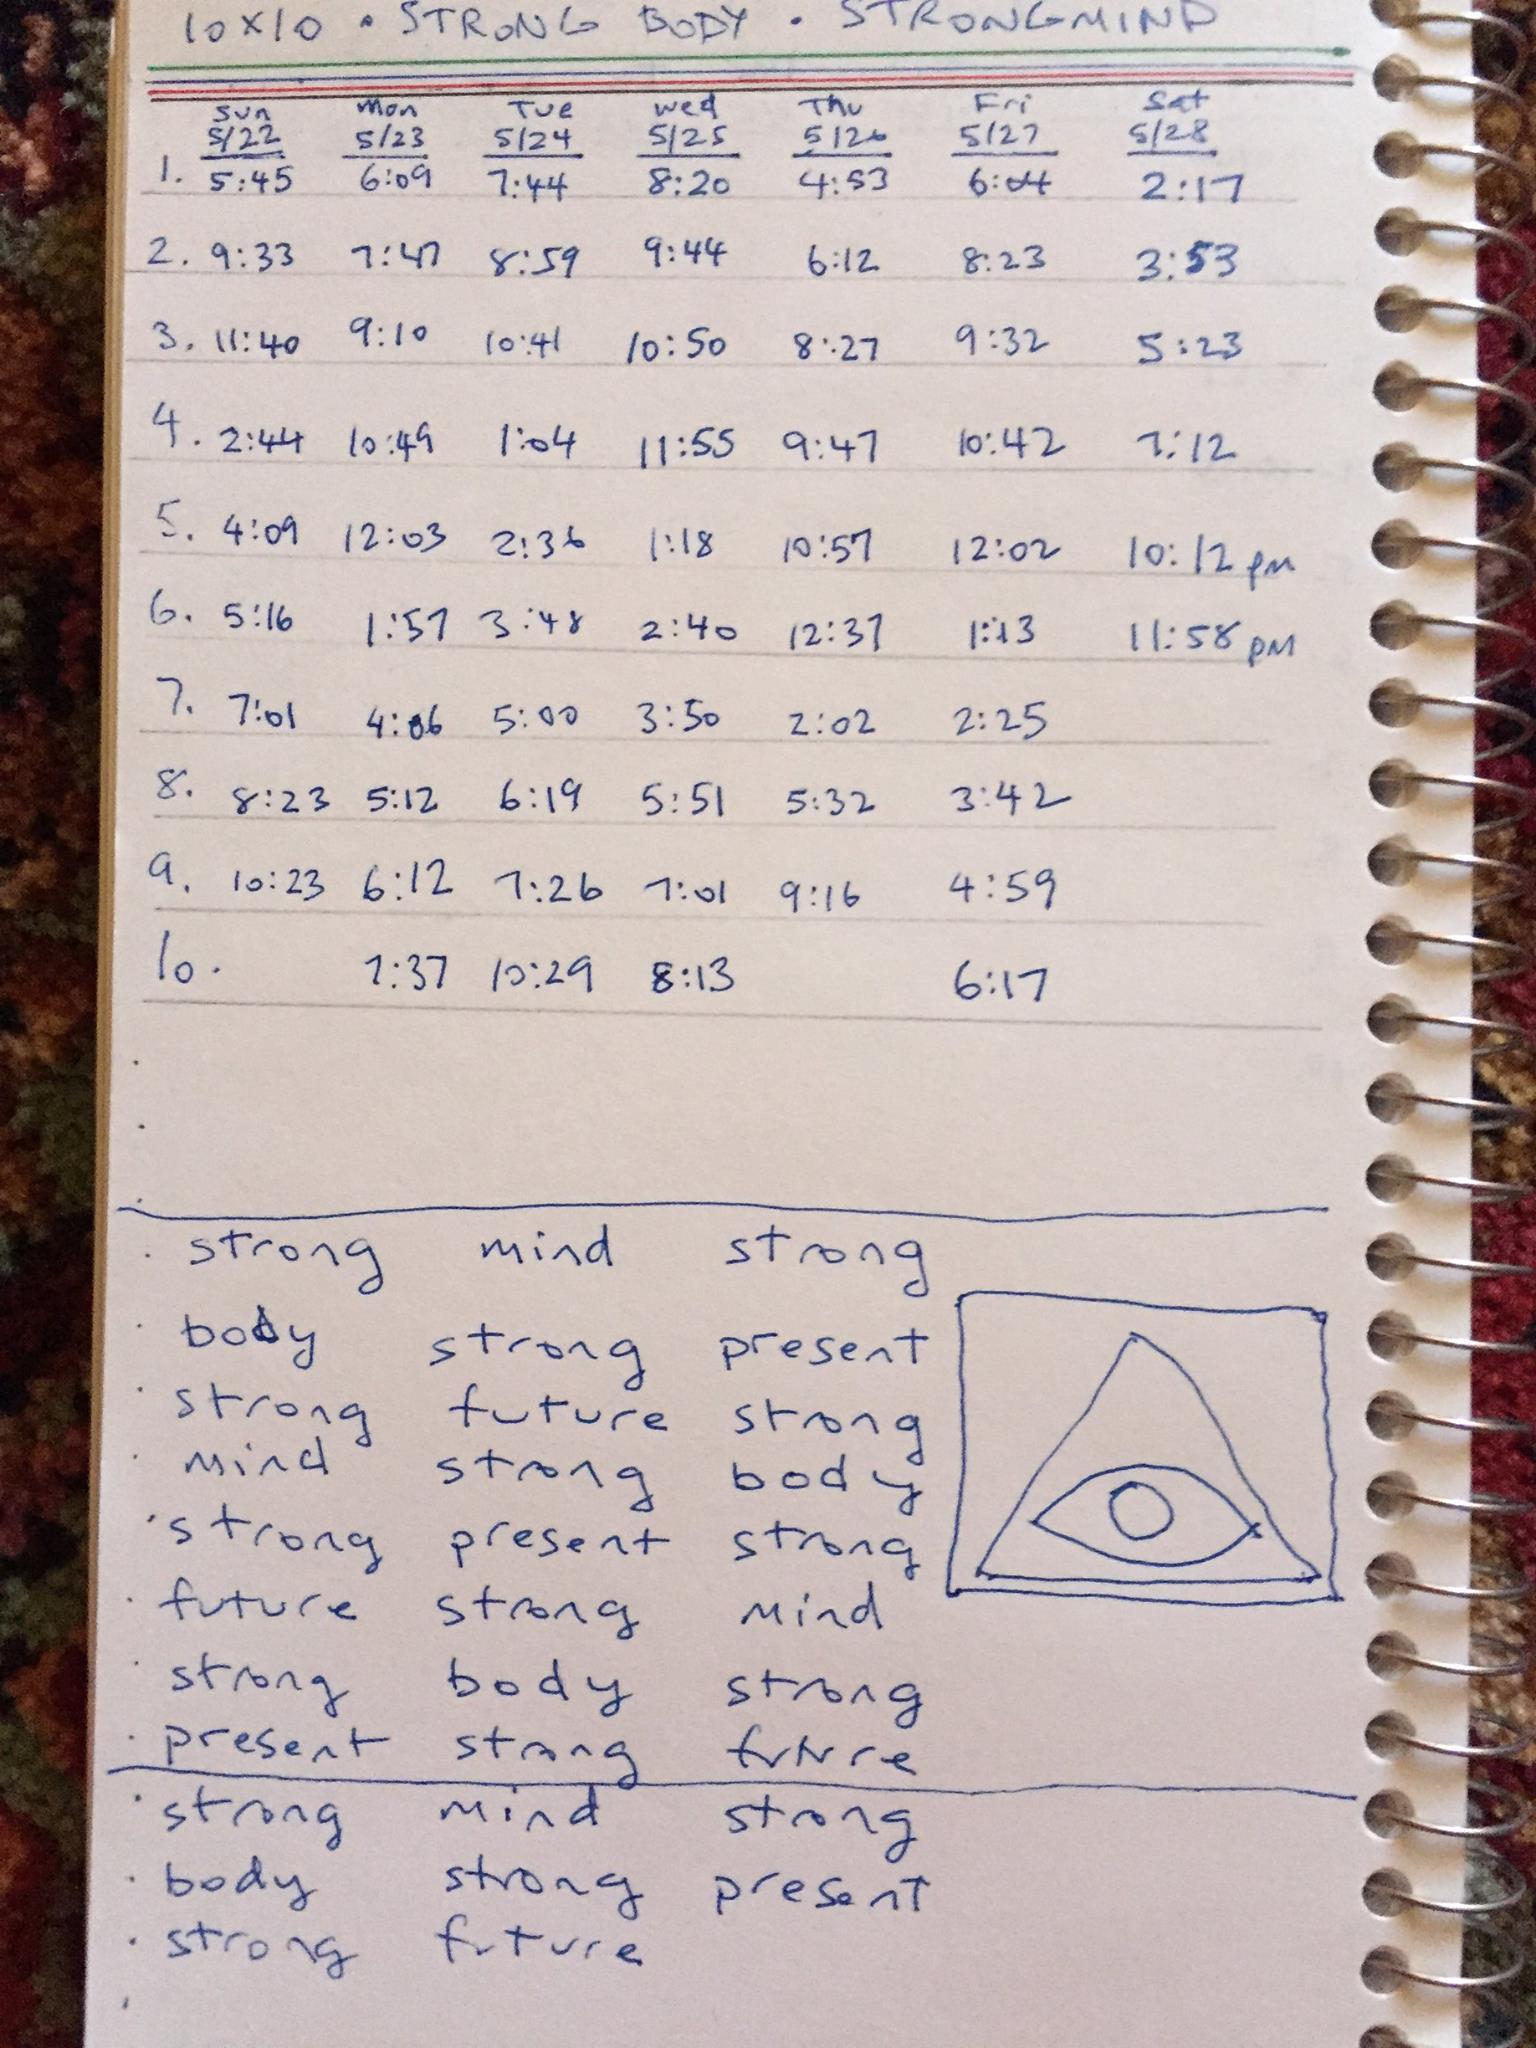 10x10 • STRONG BODY • STRONGMIND
Sun Mon Tue Wed Thu Fri Sat
5/22 5/23 5/24 5/25 5/26 5/27 5/28
1. 5:45 6:09 7:44 8:20 4:53 6:04 2:17
2. 9:33 7:47 8:59 9:44 6:12 8:23 3:53
3. 11:40 9:10 10:41 10:50 8:27 9:32 5:23
4. 2:44 10:49 1:04 11:55 9:47 10:42 7:12
5. 4:09 12:03 2:36 1:18 10:57 12:02 10:12 pm
6. 5:16 1:57 3:48 2:40 12:37 1:13 11:58 pm
7. 7:01 4:06 5:00 3:50 2:02 2:25
8. 8:23 5:12 6:19 5:51 5:32 3:42
9. 10:23 6:12 7:26 7:01 9:16 4:59
10. 7:37 10:29 8:13 6:17
strong mind strong
body strong present
strong future strong
mind strong body
strong present strong
future strong mind
strong body strong
present strong future
strong mind strong
body strong present
strong future